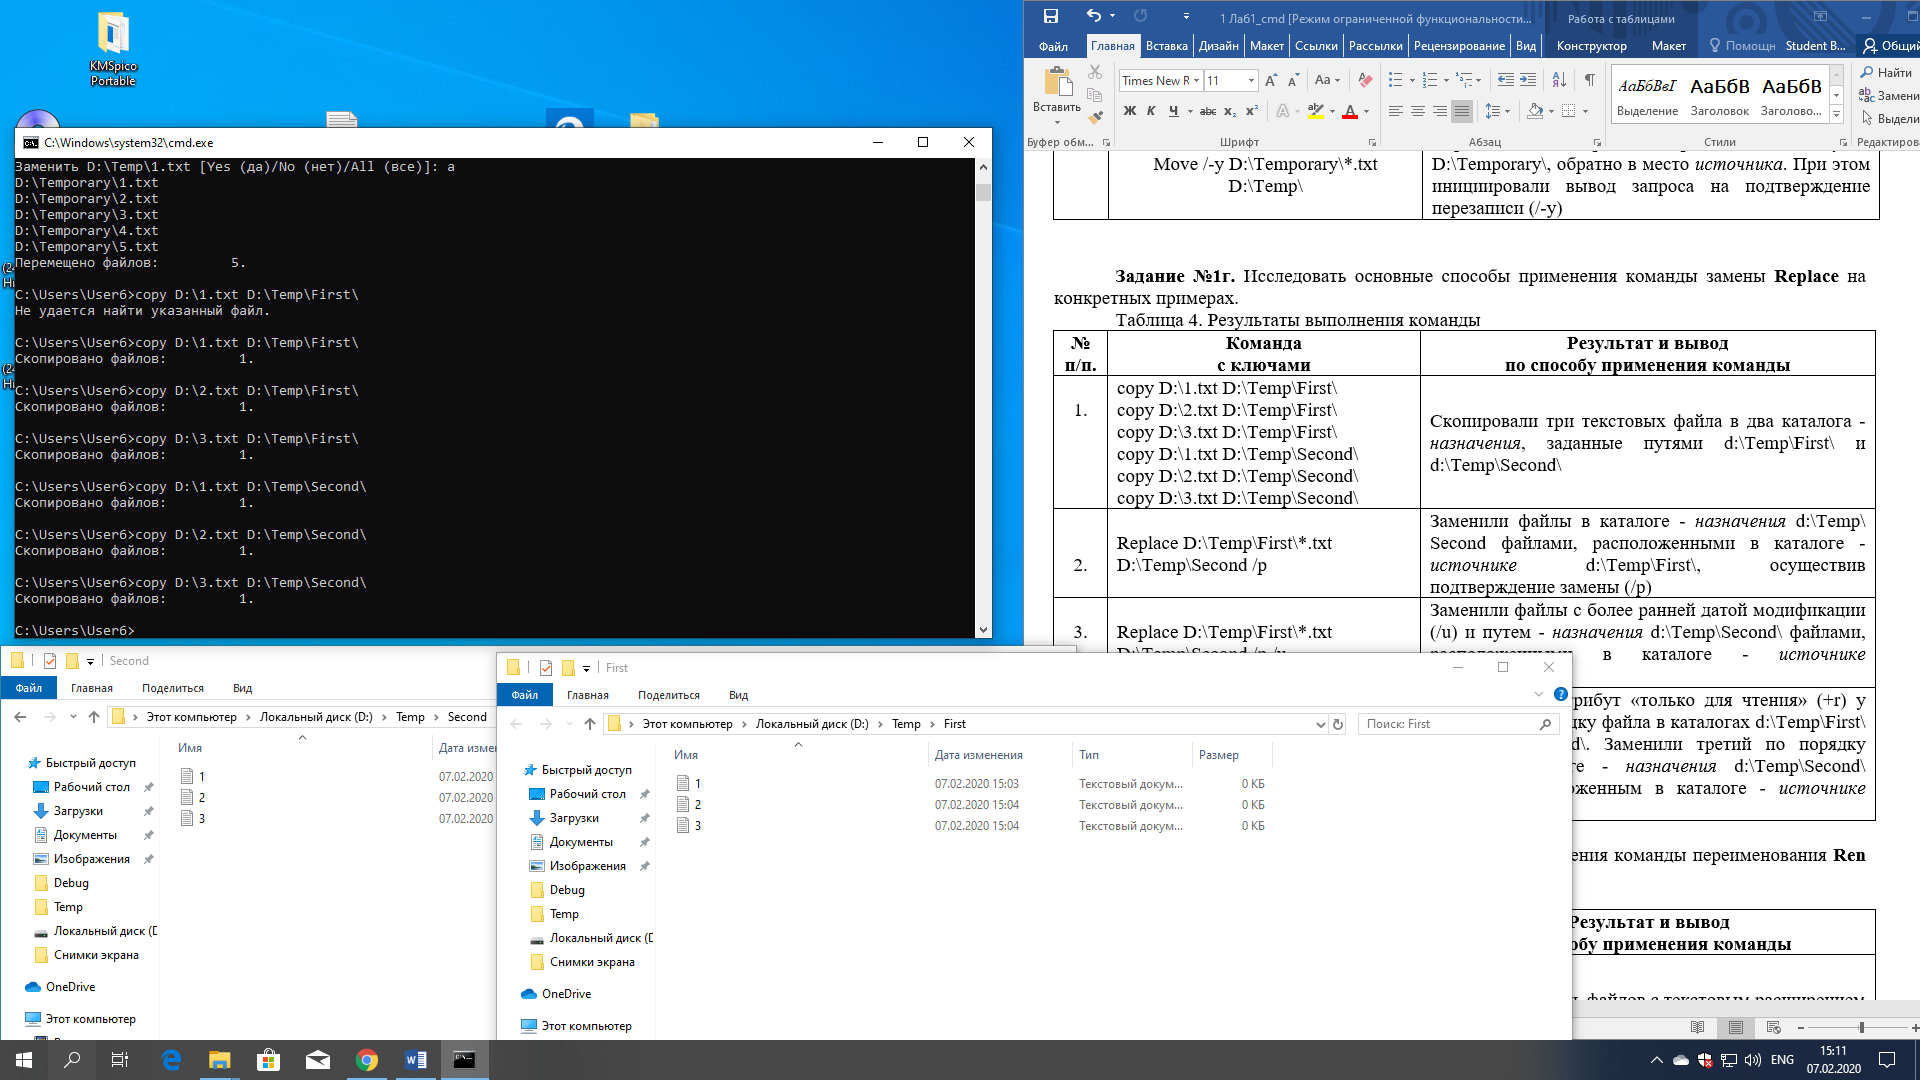 KMSpico
Portable
C:\Windows\system32\cmd.exe
Заменить D:\Temp\1.txt [Yes (да)/No (нет)/All (все)]: a
D:\Temporary\1.txt
D:\Temporary\2.txt
D:\Temporary\3.txt
D:\Temporary\4.txt
D:\Temporary\5.txt
Перемещено файлов: 5.
C:\Users\User6>copy D:\1.txt D:\Temp\First\
Не удается найти указанный файл.
C:\Users\User6>copy D:\1.txt D:\Temp\First\
Скопировано файлов: 1.
C:\Users\User6>copy D:\2.txt D:\Temp\First\
Скопировано файлов: 1.
C:\Users\User6>copy D:\3.txt D:\Temp\First\
Скопировано файлов: 1.
C:\Users\User6>copy D:\1.txt D:\Temp\Second\
Скопировано файлов: 1.
C:\Users\User6>copy D:\2.txt D:\Temp\Second\
Скопировано файлов: 1.
C:\Users\User6>copy D:\3.txt D:\Temp\Second\
Скопировано файлов: 1.
C:\Users\User6>
1 Лаб1_cmd [Режим ограниченной функциональности...
Работа с таблицами
Файл Главная Вставка Дизайн Макет Ссылки Рассылки Рецензирование Вид Конструктор Макет Помощн Student B... Общий
Вставить
Times New R 11
АаБбВвГ АаБбВ АаБбВ
Выделение Заголовок Заголовок
Найти
Замени
Выдели
Буфер обм... Шрифт Абзац Стили Редактирова
Move /-y D:\Temporary\*.txt
D:\Temp\
D:\Temporary\, обратно в место источника. При этом
инициировали вывод запроса на подтверждение
перезаписи (/-y)
Задание №1г. Исследовать основные способы применения команды замены Replace на
конкретных примерах.
Таблица 4. Результаты выполнения команды
№
п/п.
Команда
с ключами
Результат и вывод
по способу применения команды
1.
copy D:\1.txt D:\Temp\First\
copy D:\2.txt D:\Temp\First\
copy D:\3.txt D:\Temp\First\
copy D:\1.txt D:\Temp\Second\
copy D:\2.txt D:\Temp\Second\
copy D:\3.txt D:\Temp\Second\
Скопировали три текстовых файла в два каталога -
назначения, заданные путями d:\Temp\First\ и
d:\Temp\Second\
2.
Replace D:\Temp\First\*.txt
D:\Temp\Second /p
Заменили файлы в каталоге - назначения d:\Temp\
Second файлами, расположенными в каталоге -
источнике d:\Temp\First\, осуществив
подтверждение замены (/p)
3.
Replace D:\Temp\First\*.txt
D:\Temp\Second /p /u
Заменили файлы с более ранней датой модификации
(/u) и путем - назначения d:\Temp\Second\ файлами,
расположенными в каталоге - источнике
рибут «только для чтения» (+r) у
дку файла в каталогах d:\Temp\First\
d\. Заменили третий по порядку
ге - назначения d:\Temp\Second\
оженным в каталоге - источнике
ения команды переименования Ren
Результат и вывод
обу применения команды
ь файлов с текстовым расширением
Second
Файл Главная Поделиться Вид
Этот компьютер Локальный диск (D:) Temp Second
Имя Дата измен
1 07.02.2020
2 07.02.2020
3 07.02.2020
Быстрый доступ
Рабочий стол
Загрузки
Документы
Изображения
Debug
Temp
Локальный диск (D
Снимки экрана
OneDrive
Этот компьютер
First
Файл Главная Поделиться Вид
Этот компьютер Локальный диск (D:) Temp First
Поиск: First
Имя Дата изменения Тип Размер
1 07.02.2020 15:03 Текстовый докум... 0 КБ
2 07.02.2020 15:04 Текстовый докум... 0 КБ
3 07.02.2020 15:04 Текстовый докум... 0 КБ
Быстрый доступ
Рабочий стол
Загрузки
Документы
Изображения
Debug
Temp
Локальный диск (D
Снимки экрана
OneDrive
Этот компьютер
ENG
15:11
07.02.2020